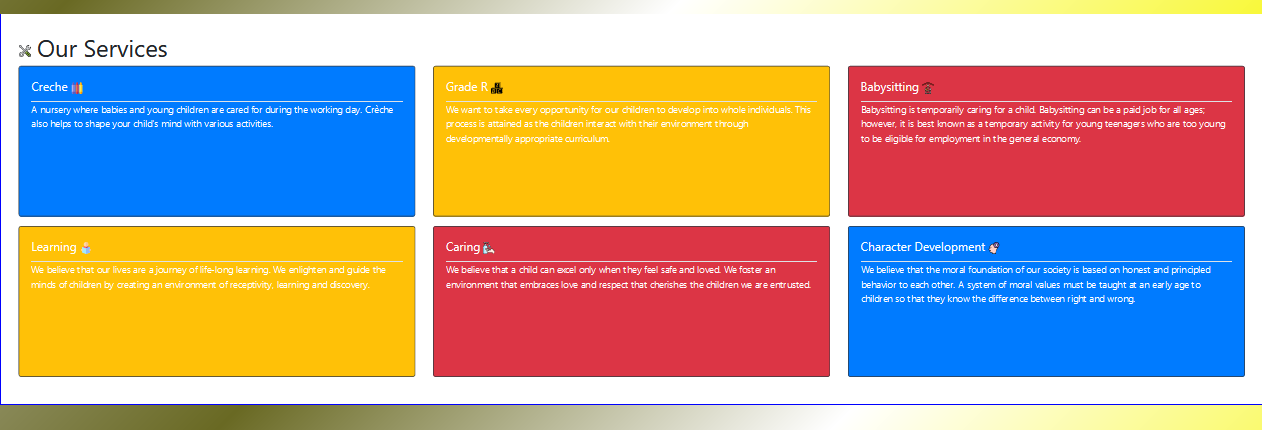 Our Services
Creche
A nursery where babies and young children are cared for during the working day. Crèche
also helps to shape your child's mind with various activities.
Grade R
We want to take every opportunity for our children to develop into whole individuals. This
process is attained as the children interact with their environment through
developmentally appropriate curriculum.
Babysitting
Babysitting is temporarily caring for a child. Babysitting can be a paid job for all ages;
however, it is best known as a temporary activity for young teenagers who are too young
to be eligible for employment in the general economy.
Learning
We believe that our lives are a journey of life-long learning. We enlighten and guide the
minds of children by creating an environment of receptivity, learning and discovery.
Caring
We believe that a child can excel only when they feel safe and loved. We foster an
environment that embraces love and respect that cherishes the children we are entrusted.
Character Development
We believe that the moral foundation of our society is based on honest and principled
behavior to each other. A system of moral values must be taught at an early age to
children so that they know the difference between right and wrong.